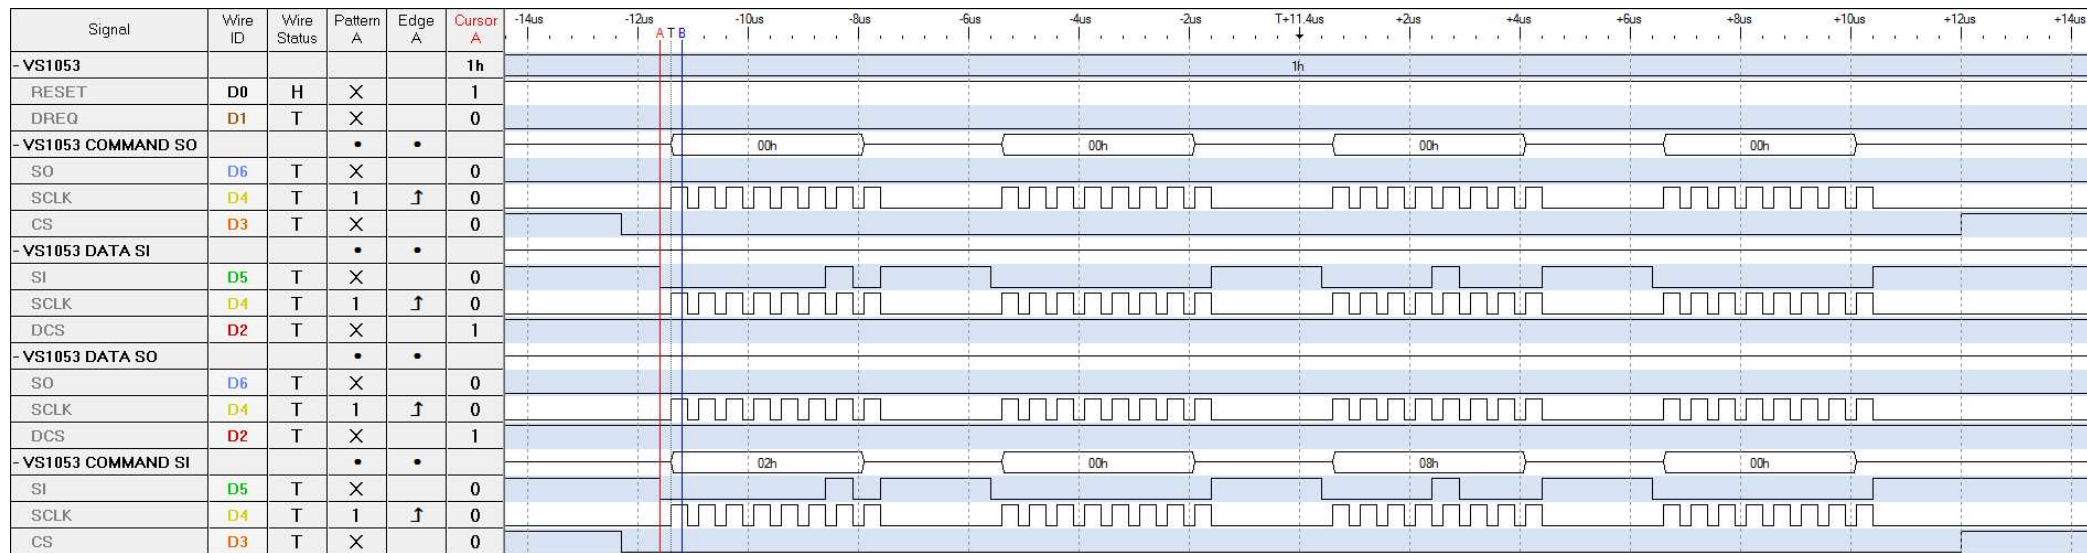 Signal Wire ID Wire Status Pattern A Edge A Cursor A -14us -12us -10us -8us -6us -4us -2us T+11.4us +2us +4us +6us +8us +10us +12us +14us
A T B
- VS1053 1h 1h
RESET D0 H X 1
DREQ D1 T X 0
- VS1053 COMMAND SO • • 00h 00h 00h 00h
SO D6 T X 0
SCLK D4 T 1 ↥ 0
CS D3 T X 0
- VS1053 DATA SI • •
SI D5 T X 0
SCLK D4 T 1 ↥ 0
DCS D2 T X 1
- VS1053 DATA SO • •
SO D6 T X 0
SCLK D4 T 1 ↥ 0
DCS D2 T X 1
- VS1053 COMMAND SI • • 02h 00h 08h 00h
SI D5 T X 0
SCLK D4 T 1 ↥ 0
CS D3 T X 0